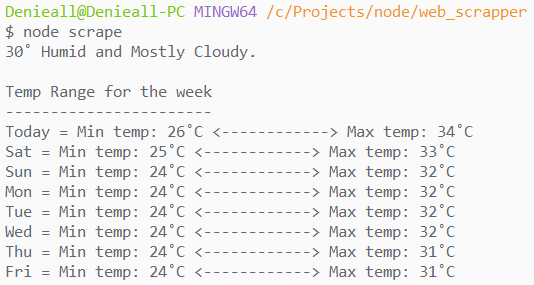 Denieall@Denieall-PC MINGW64 /c/Projects/node/web_scrapper
$ node scrape
30˚ Humid and Mostly Cloudy.

Temp Range for the week
-----------------------
Today = Min temp: 26˚C <------------> Max temp: 34˚C
Sat = Min temp: 25˚C <------------> Max temp: 33˚C
Sun = Min temp: 24˚C <------------> Max temp: 32˚C
Mon = Min temp: 24˚C <------------> Max temp: 32˚C
Tue = Min temp: 24˚C <------------> Max temp: 32˚C
Wed = Min temp: 24˚C <------------> Max temp: 32˚C
Thu = Min temp: 24˚C <------------> Max temp: 31˚C
Fri = Min temp: 24˚C <------------> Max temp: 31˚C